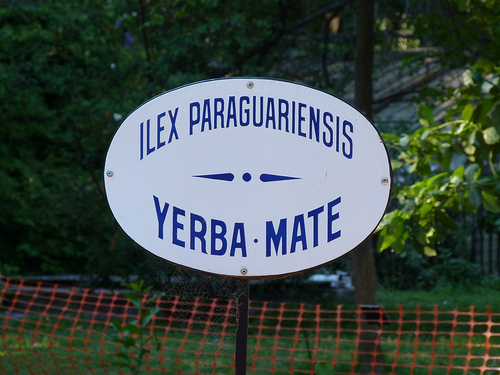 ILEX PARAGUARIENSIS
YERBA·MATE